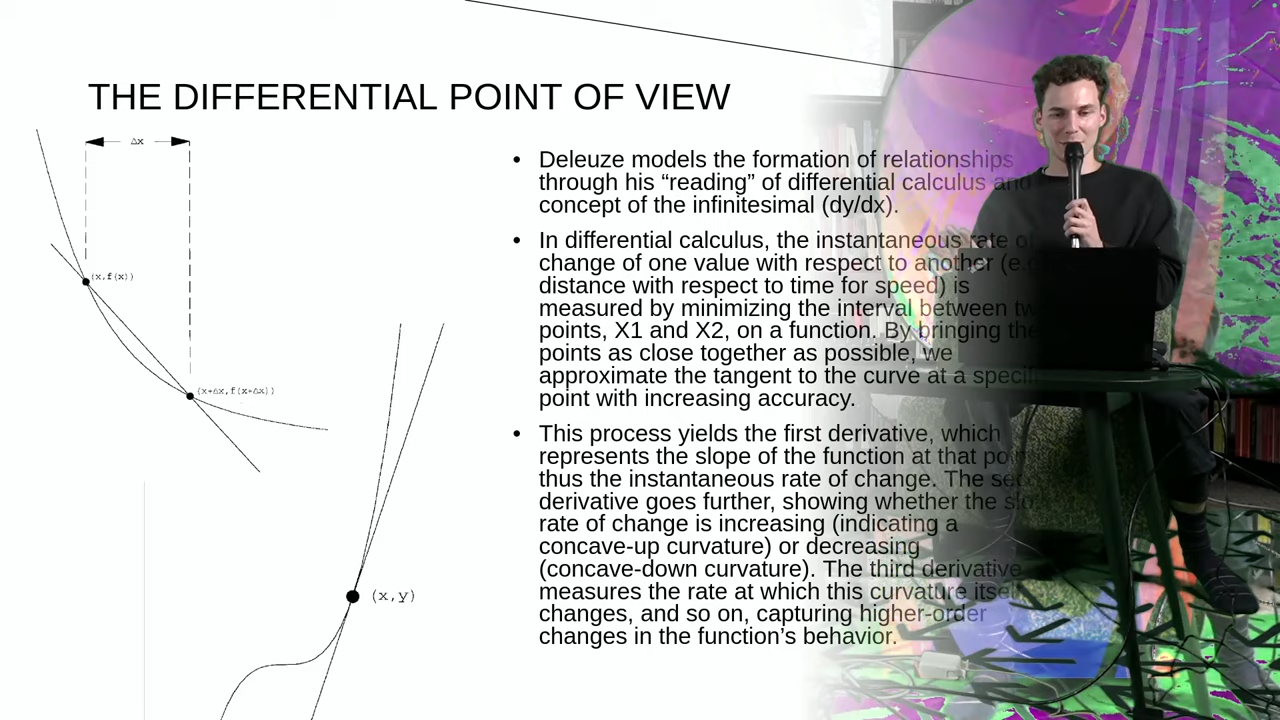 THE DIFFERENTIAL POINT OF VIEW
Δx
(x,f(x))
(x+Δx,f(x+Δx))
(x,y)
• Deleuze models the formation of relationships
through his “reading” of differential calculus and
concept of the infinitesimal (dy/dx).
• In differential calculus, the instantaneous rate of
change of one value with respect to another (e.g
distance with respect to time for speed) is
measured by minimizing the interval between
points, X1 and X2, on a function. By bringing the
points as close together as possible, we
approximate the tangent to the curve at a
point with increasing accuracy.
• This process yields the first derivative, which
represents the slope of the function at that
thus the instantaneous rate of change. The
derivative goes further, showing whether the
rate of change is increasing (indicating a
concave-up curvature) or decreasing
(concave-down curvature). The third derivative
measures the rate at which this curvature
changes, and so on, capturing higher-order
changes in the function’s behavior.